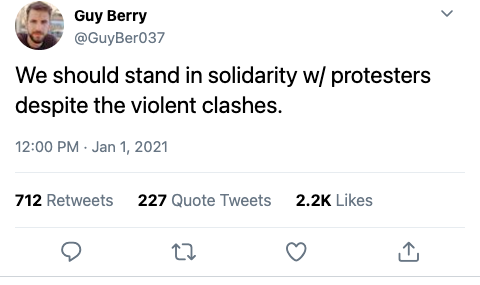 Guy Berry
@GuyBer037
We should stand in solidarity w/ protesters
despite the violent clashes.
12:00 PM · Jan 1, 2021
712 Retweets 227 Quote Tweets 2.2K Likes